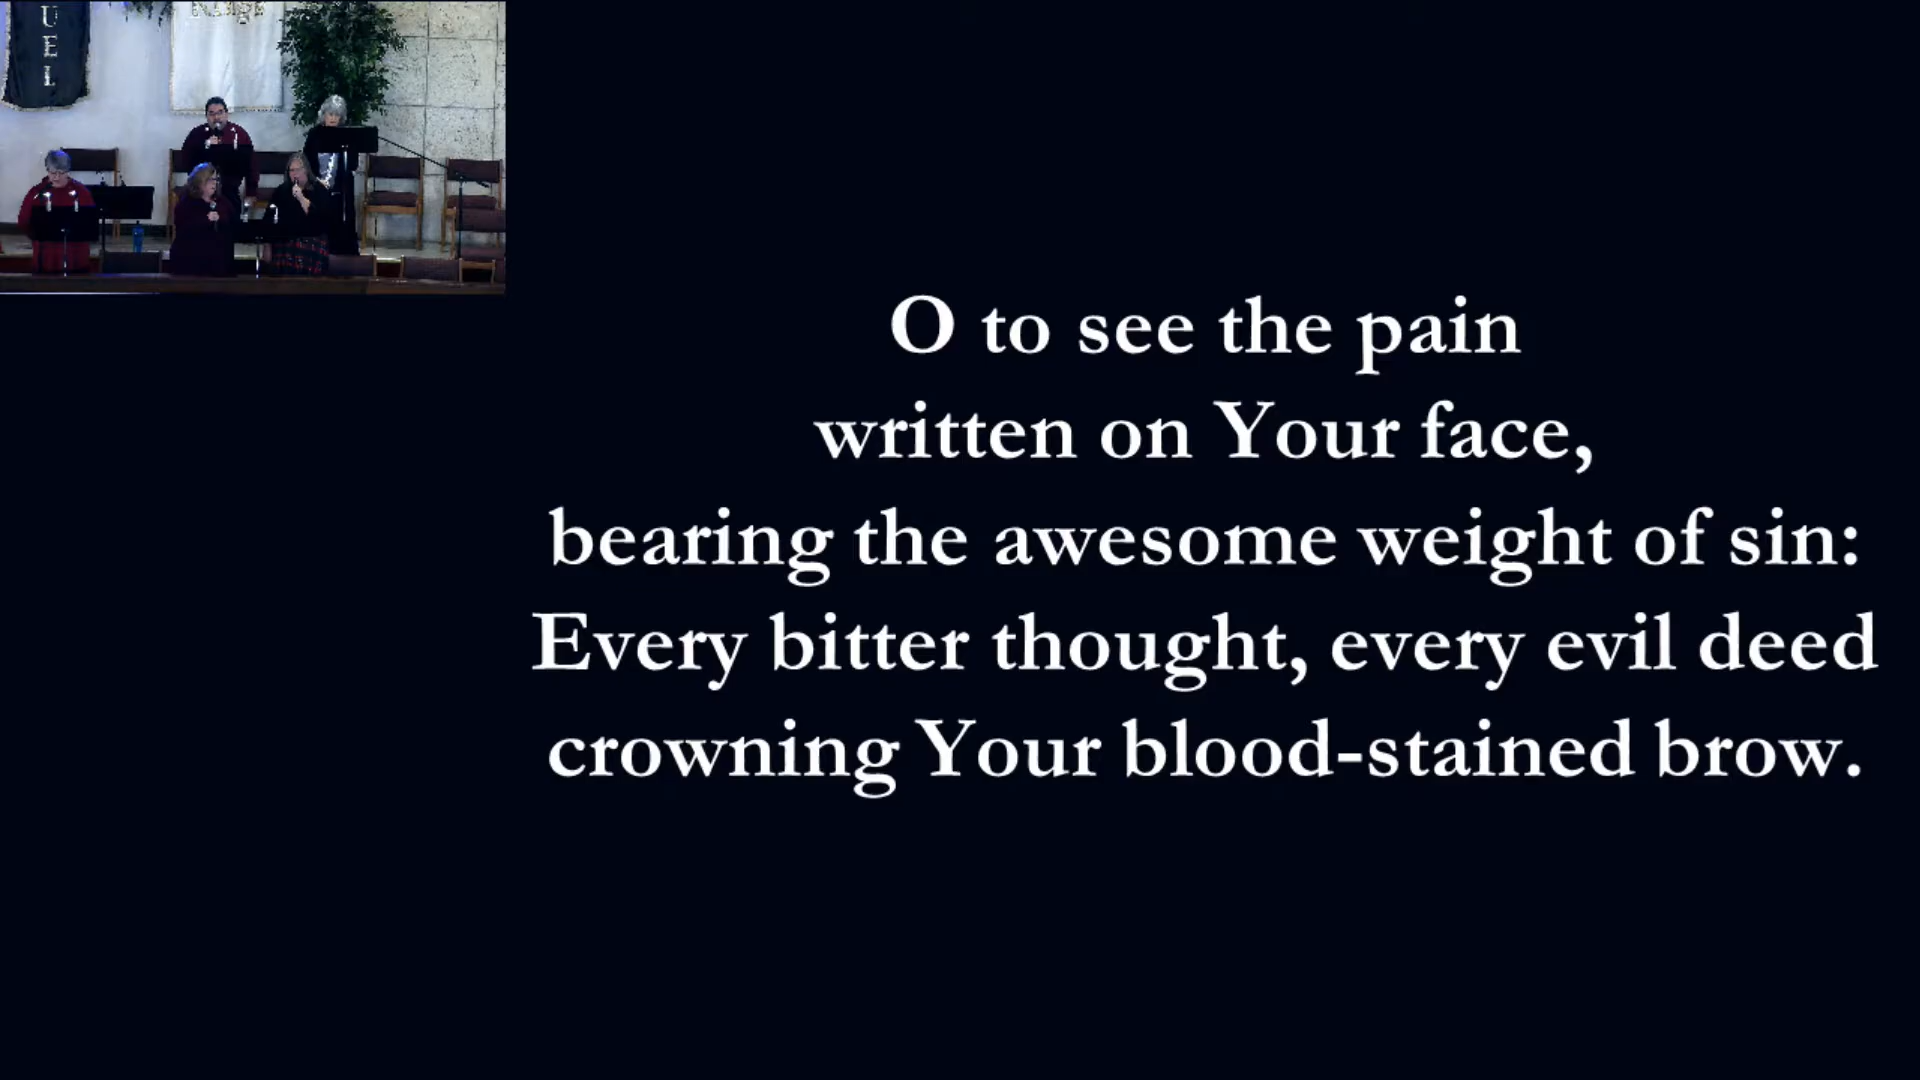 U
E
L
O to see the pain
written on Your face,
bearing the awesome weight of sin:
Every bitter thought, every evil deed
crowning Your blood-stained brow.